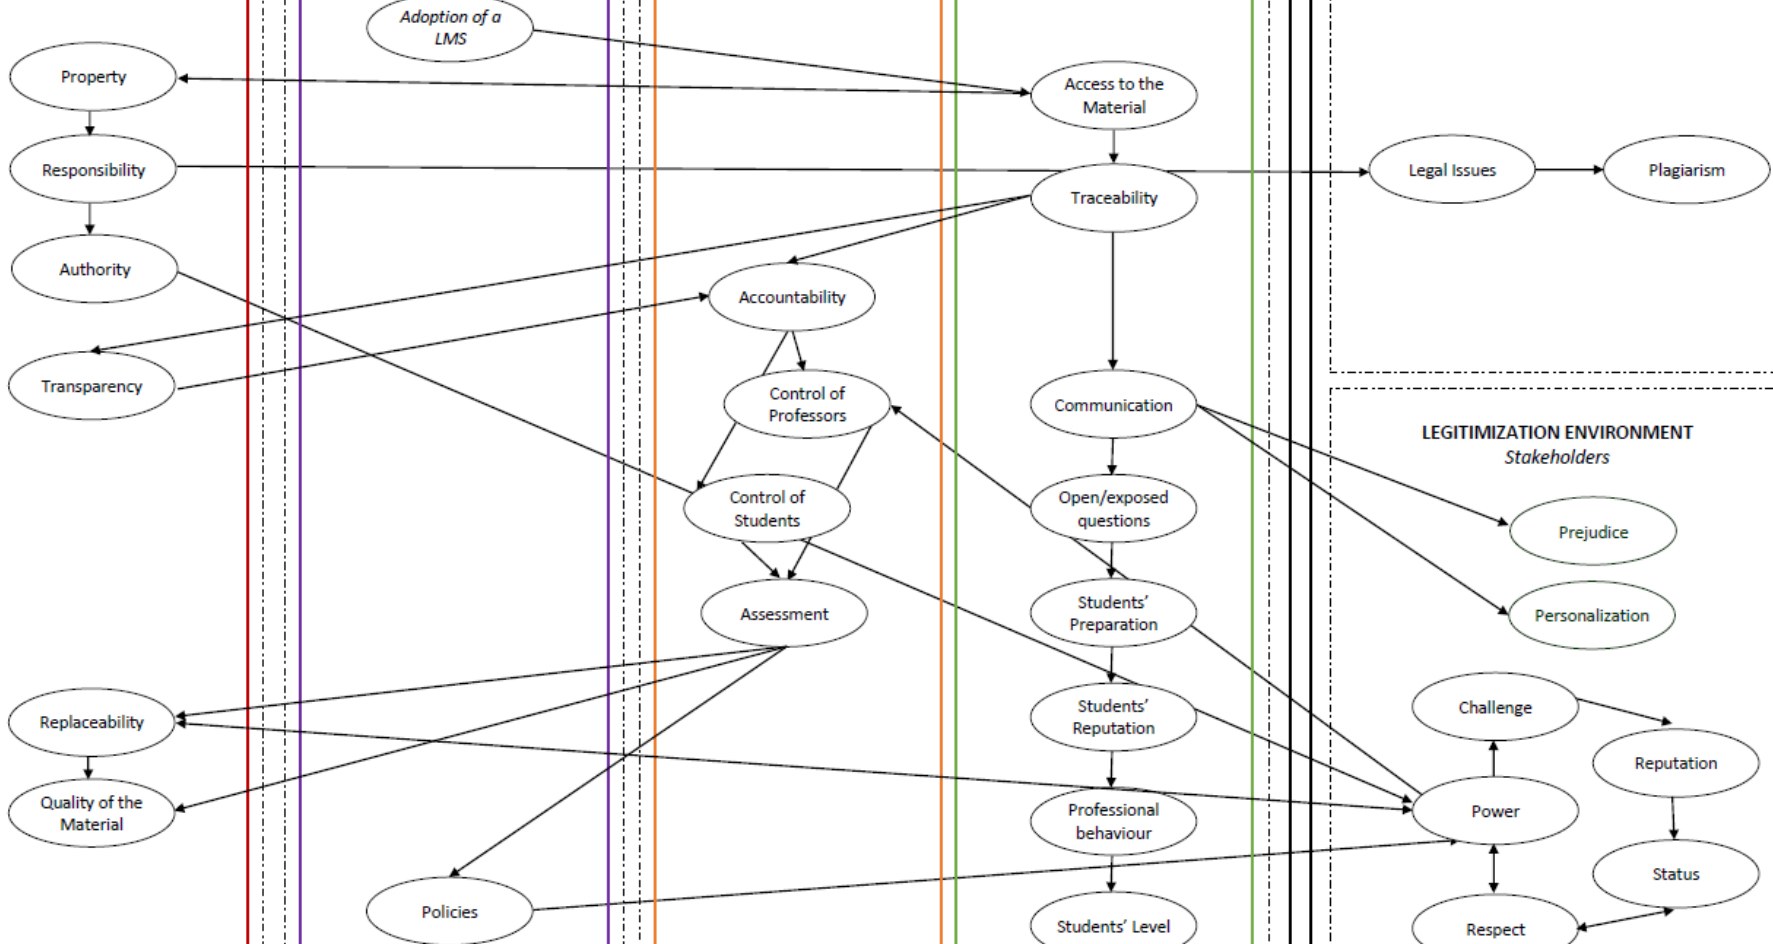 Adoption of a
LMS
Property
Access to the
Material
Responsibility
Legal Issues
Plagiarism
Traceability
Authority
Accountability
Transparency
Control of
Professors
Communication
LEGITIMIZATION ENVIRONMENT
Stakeholders
Control of
Students
Open/exposed
questions
Prejudice
Assessment
Students’
Preparation
Personalization
Replaceability
Students’
Reputation
Challenge
Reputation
Quality of the
Material
Professional
behaviour
Power
Status
Policies
Students’ Level
Respect